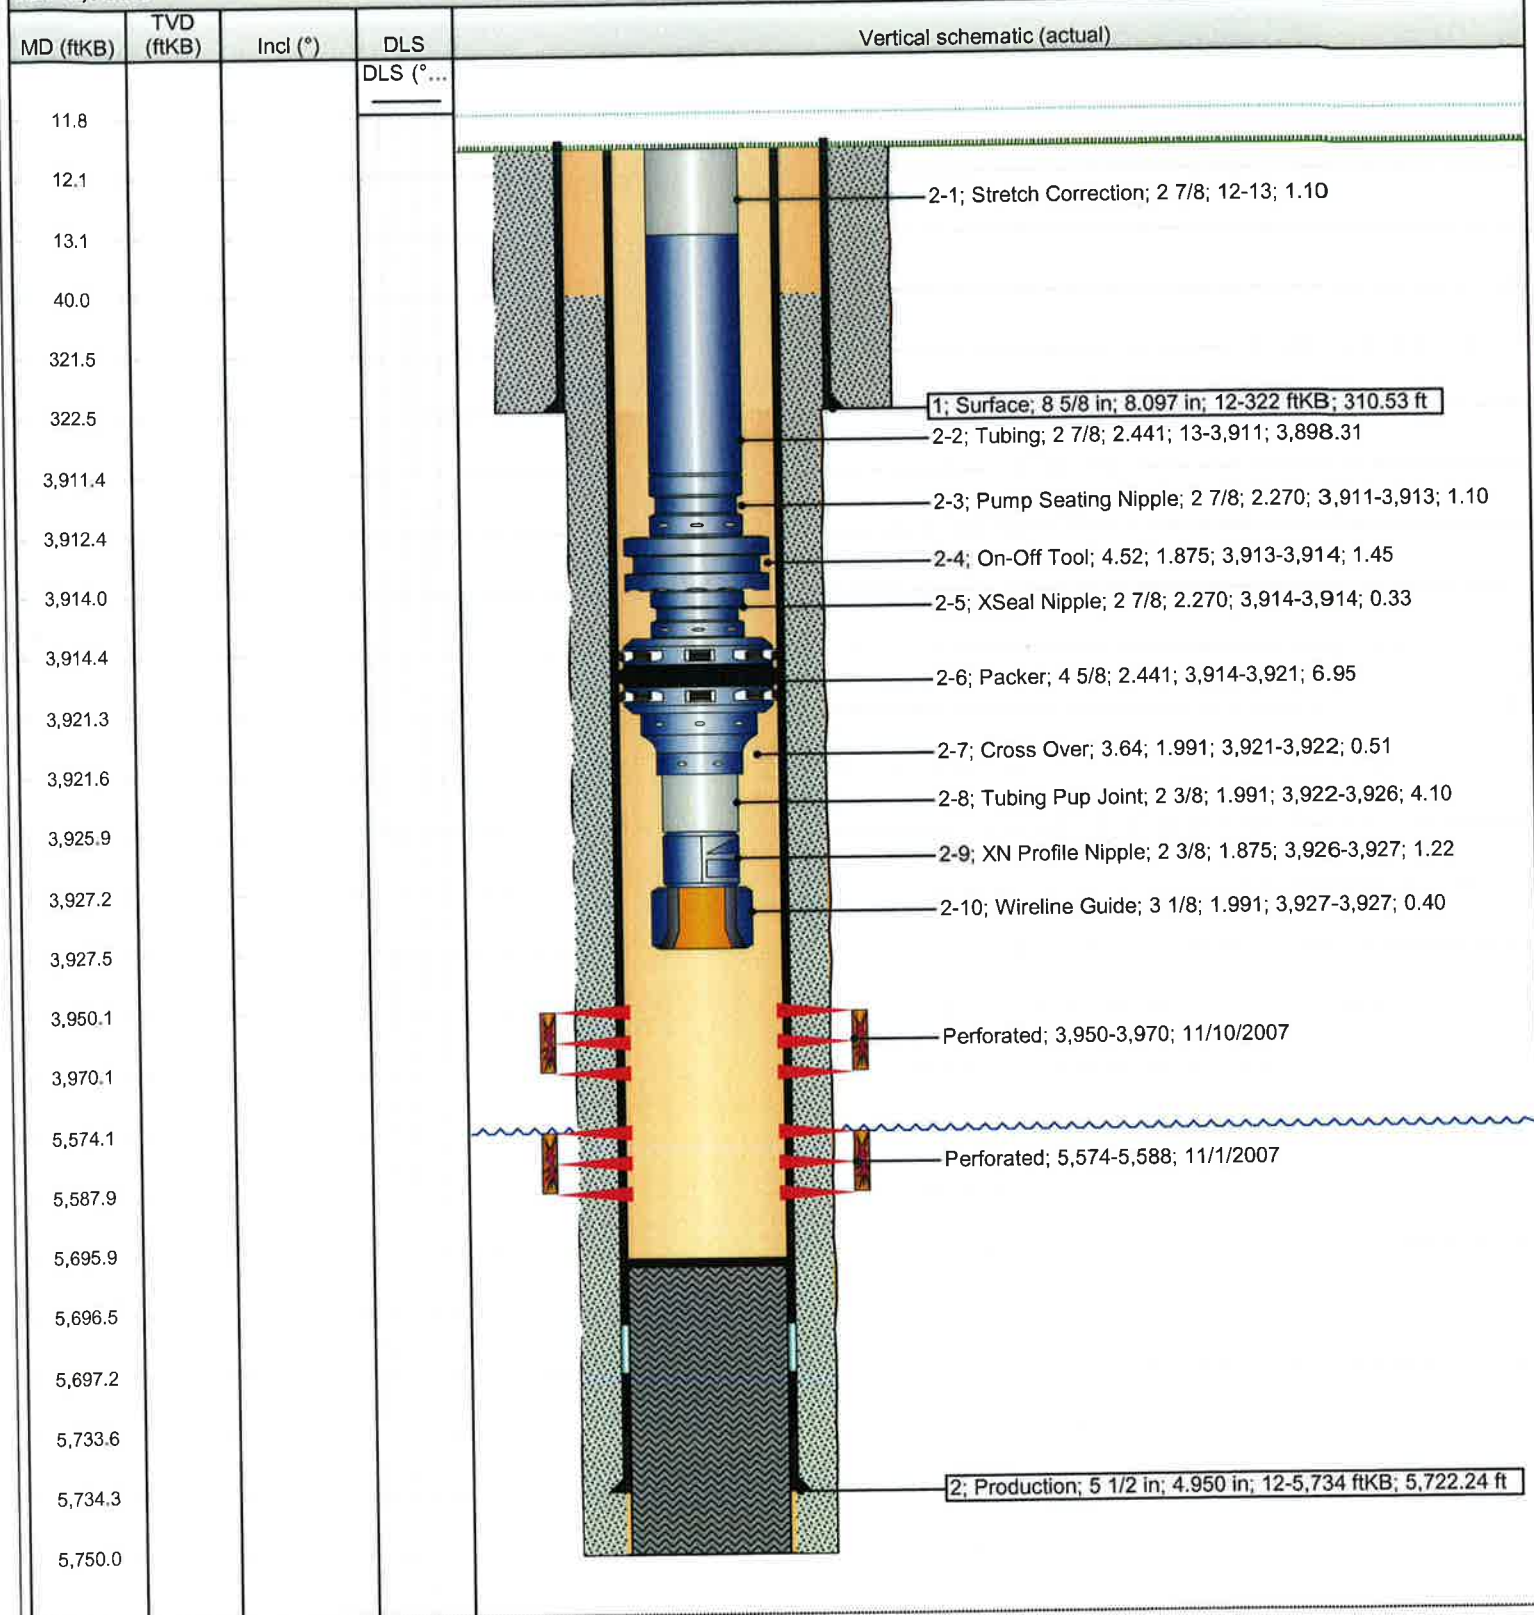 MD (ftKB)
TVD
(ftKB)
Incl (°)
DLS
Vertical schematic (actual)
DLS (°...
11.8
12.1
2-1; Stretch Correction; 2 7/8; 12-13; 1.10
13.1
40.0
321.5
322.5
1; Surface; 8 5/8 in; 8.097 in; 12-322 ftKB; 310.53 ft
2-2; Tubing; 2 7/8; 2.441; 13-3,911; 3,898.31
3,911.4
2-3; Pump Seating Nipple; 2 7/8; 2.270; 3,911-3,913; 1.10
3,912.4
2-4; On-Off Tool; 4.52; 1.875; 3,913-3,914; 1.45
3,914.0
2-5; XSeal Nipple; 2 7/8; 2.270; 3,914-3,914; 0.33
3,914.4
2-6; Packer; 4 5/8; 2.441; 3,914-3,921; 6.95
3,921.3
2-7; Cross Over; 3.64; 1.991; 3,921-3,922; 0.51
3,921.6
2-8; Tubing Pup Joint; 2 3/8; 1.991; 3,922-3,926; 4.10
3,925.9
2-9; XN Profile Nipple; 2 3/8; 1.875; 3,926-3,927; 1.22
3,927.2
2-10; Wireline Guide; 3 1/8; 1.991; 3,927-3,927; 0.40
3,927.5
3,950.1
Perforated; 3,950-3,970; 11/10/2007
3,970.1
5,574.1
Perforated; 5,574-5,588; 11/1/2007
5,587.9
5,695.9
5,696.5
5,697.2
5,733.6
2; Production; 5 1/2 in; 4.950 in; 12-5,734 ftKB; 5,722.24 ft
5,734.3
5,750.0